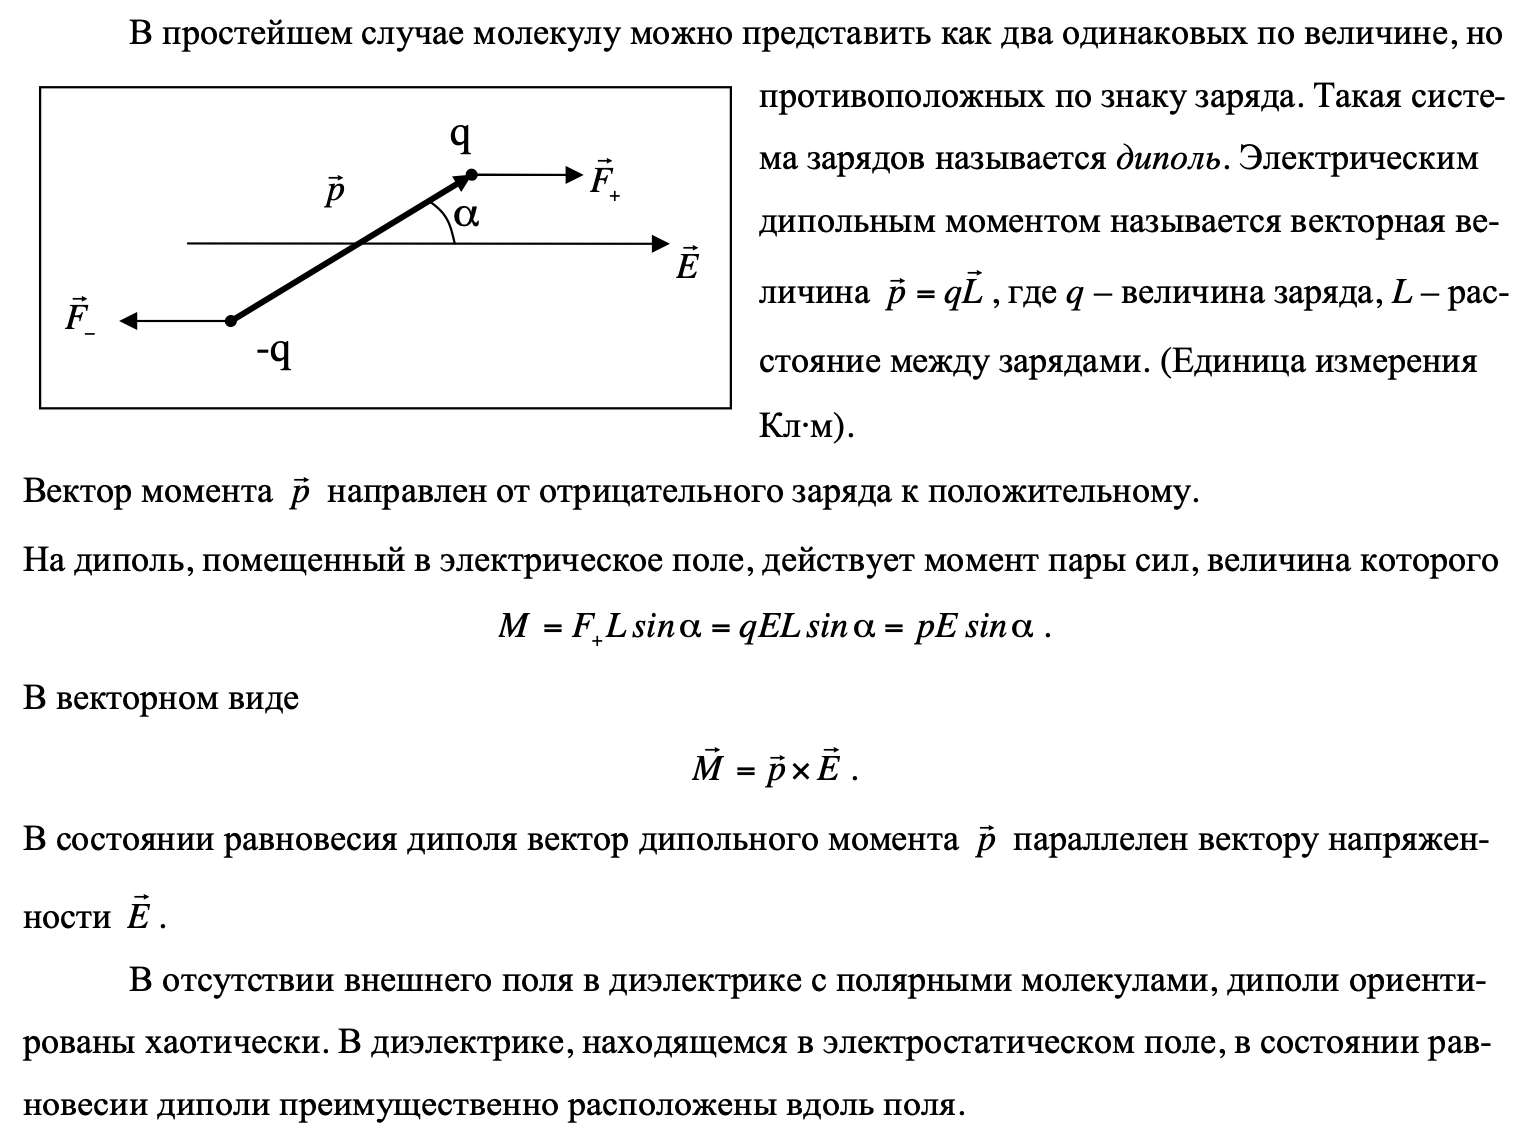 В простейшем случае молекулу можно представить как два одинаковых по величине, но
q
p⃗
F⃗₊
α
E⃗
F⃗₋
-q
противоположных по знаку заряда. Такая систе-
ма зарядов называется диполь. Электрическим
дипольным моментом называется векторная ве-
личина p⃗ = qL⃗ , где q – величина заряда, L – рас-
стояние между зарядами. (Единица измерения
Кл·м).
Вектор момента p⃗ направлен от отрицательного заряда к положительному.
На диполь, помещенный в электрическое поле, действует момент пары сил, величина которого
M = F₊L sin α = qEL sin α = pE sin α .
В векторном виде
M⃗ = p⃗ × E⃗ .
В состоянии равновесия диполя вектор дипольного момента p⃗ параллелен вектору напряжен-
ности E⃗ .
В отсутствии внешнего поля в диэлектрике с полярными молекулами, диполи ориенти-
рованы хаотически. В диэлектрике, находящемся в электростатическом поле, в состоянии рав-
новесии диполи преимущественно расположены вдоль поля.